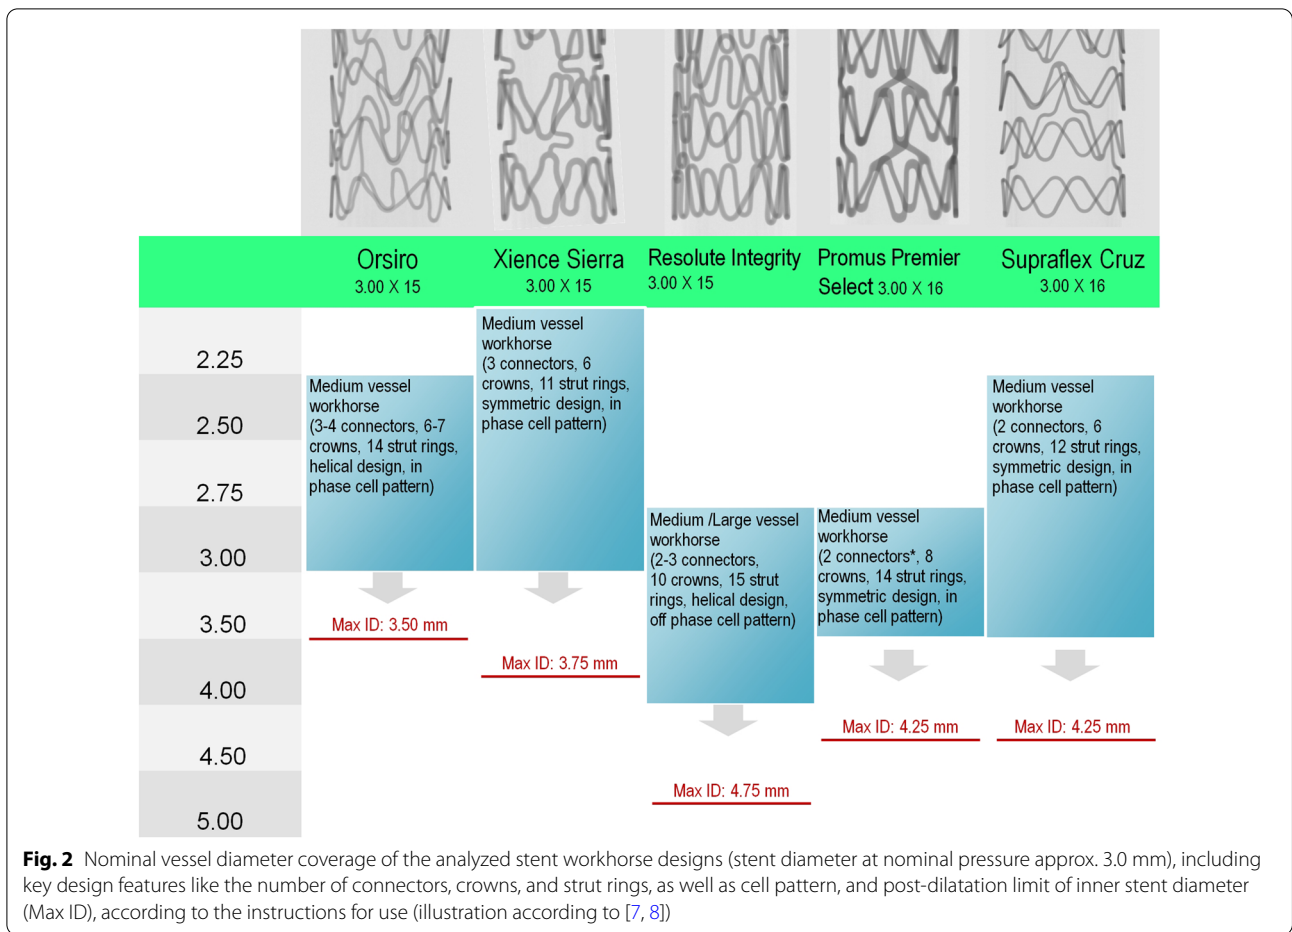 Orsiro
3.00 X 15
Xience Sierra
3.00 X 15
Resolute Integrity
3.00 X 15
Promus Premier
Select 3.00 X 16
Supraflex Cruz
3.00 X 16
2.25
2.50
2.75
3.00
3.50
4.00
4.50
5.00
Medium vessel
workhorse
(3-4 connectors, 6-7
crowns, 14 strut rings,
helical design, in
phase cell pattern)
Max ID: 3.50 mm
Medium vessel
workhorse
(3 connectors, 6
crowns, 11 strut rings,
symmetric design, in
phase cell pattern)
Max ID: 3.75 mm
Medium /Large vessel
workhorse
(2-3 connectors,
10 crowns, 15 strut
rings, helical design,
off phase cell pattern)
Max ID: 4.75 mm
Medium vessel
workhorse
(2 connectors*, 8
crowns, 14 strut rings,
symmetric design, in
phase cell pattern)
Max ID: 4.25 mm
Medium vessel
workhorse
(2 connectors, 6
crowns, 12 strut rings,
symmetric design, in
phase cell pattern)
Max ID: 4.25 mm
Fig. 2 Nominal vessel diameter coverage of the analyzed stent workhorse designs (stent diameter at nominal pressure approx. 3.0 mm), including
key design features like the number of connectors, crowns, and strut rings, as well as cell pattern, and post-dilatation limit of inner stent diameter
(Max ID), according to the instructions for use (illustration according to [7, 8])